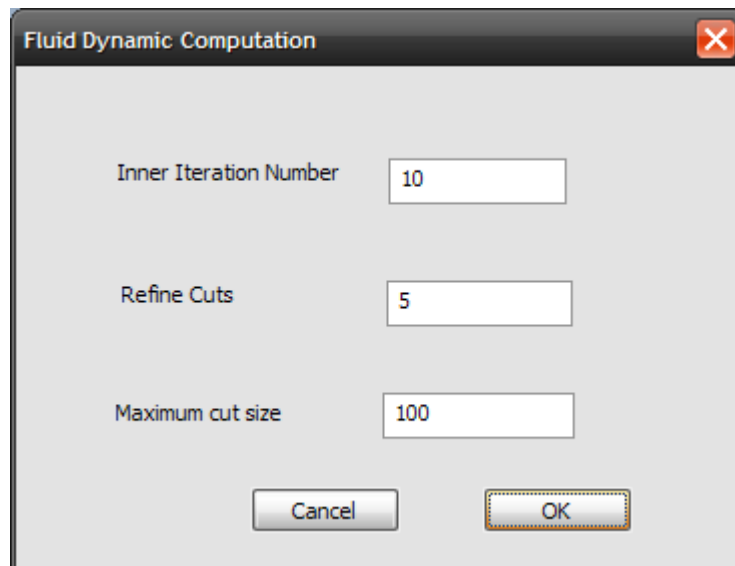 Fluid Dynamic Computation
Inner Iteration Number 10
Refine Cuts 5
Maximum cut size 100
Cancel OK